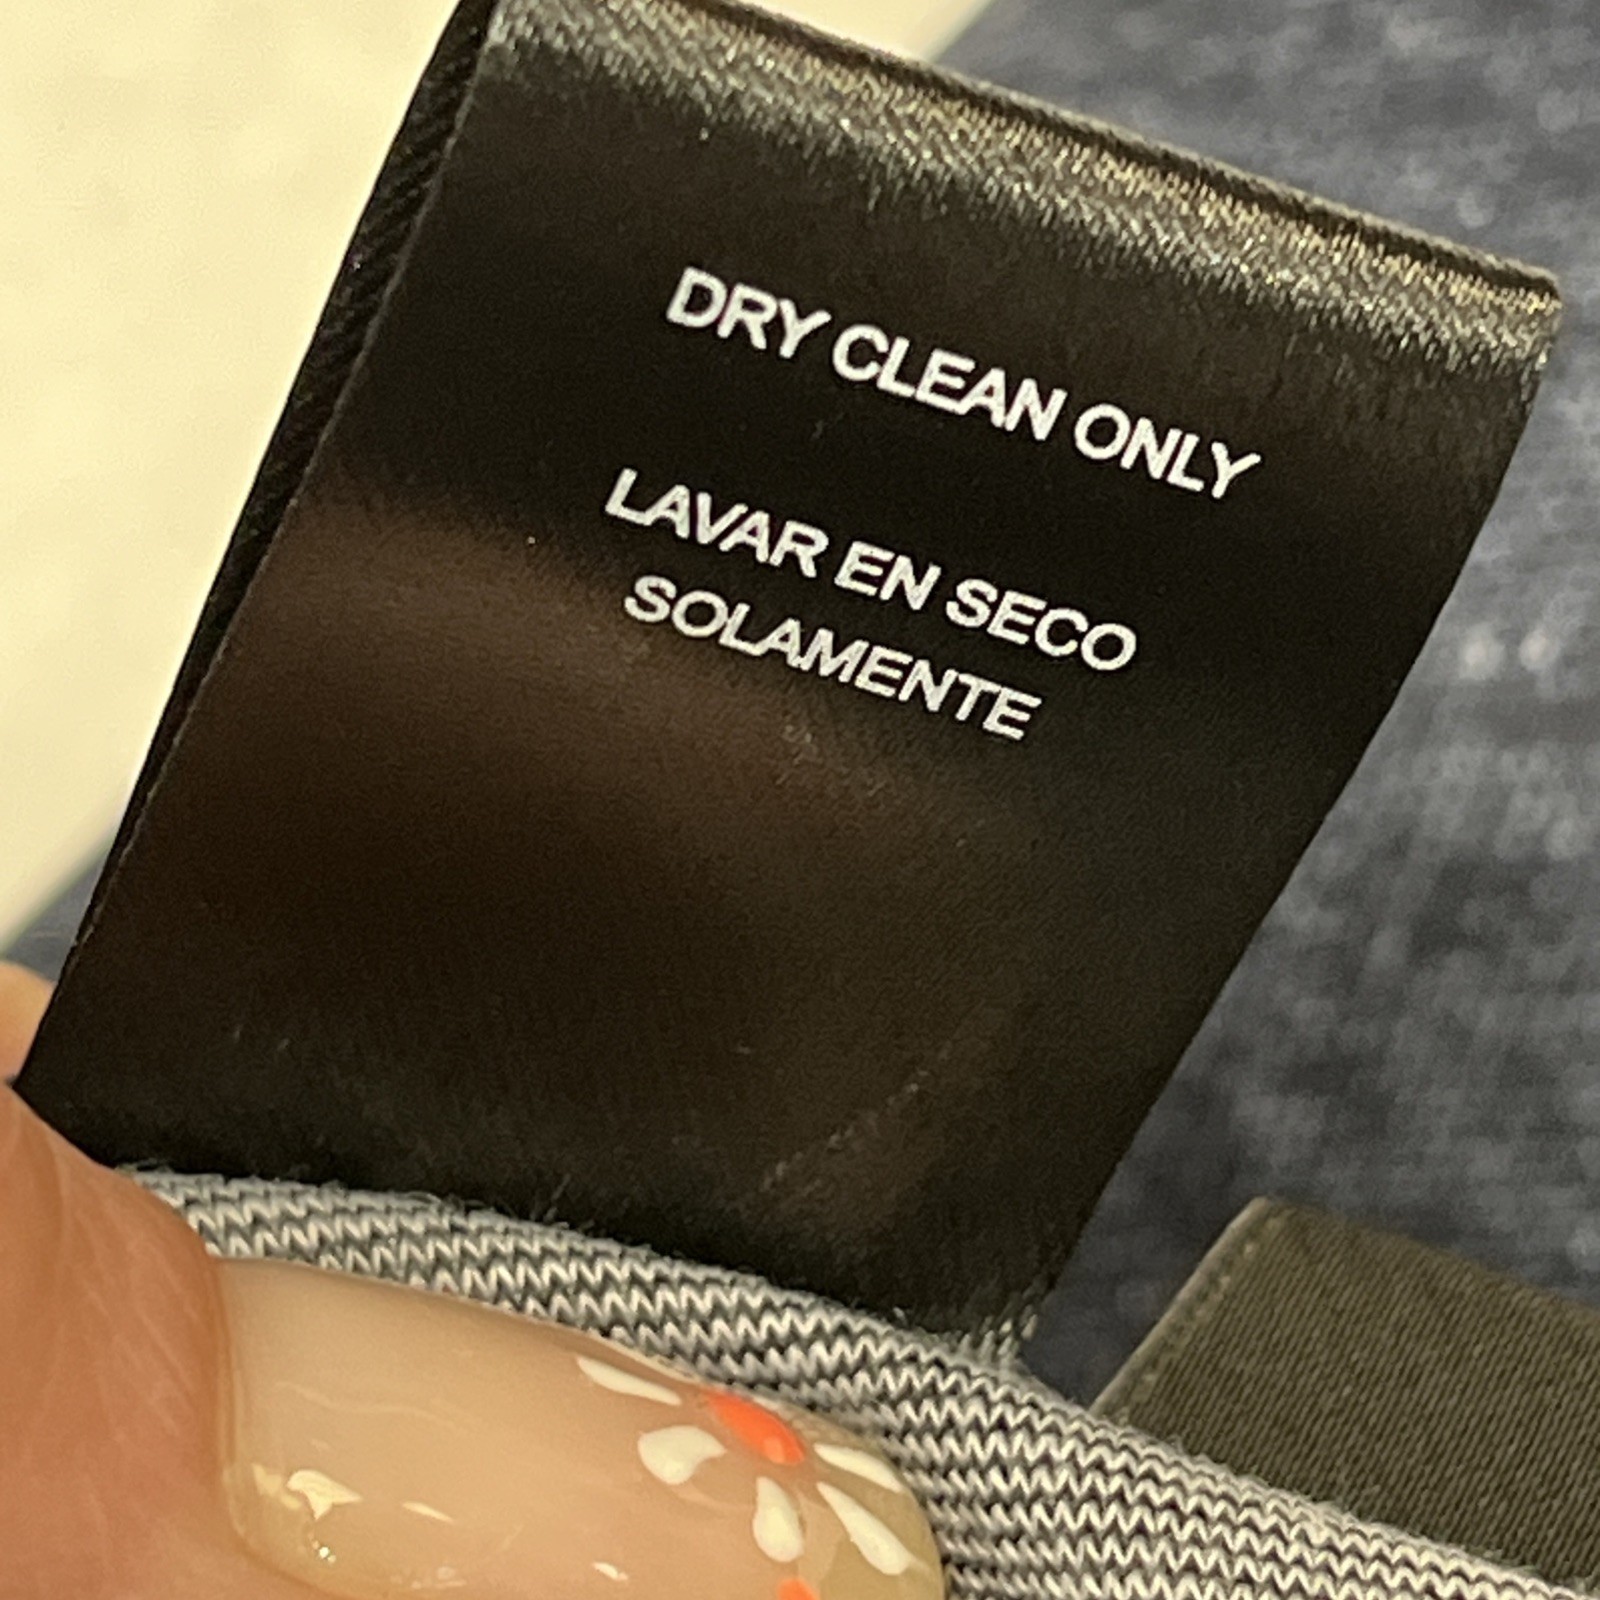 DRY CLEAN ONLY
LAVAR EN SECO
SOLAMENTE